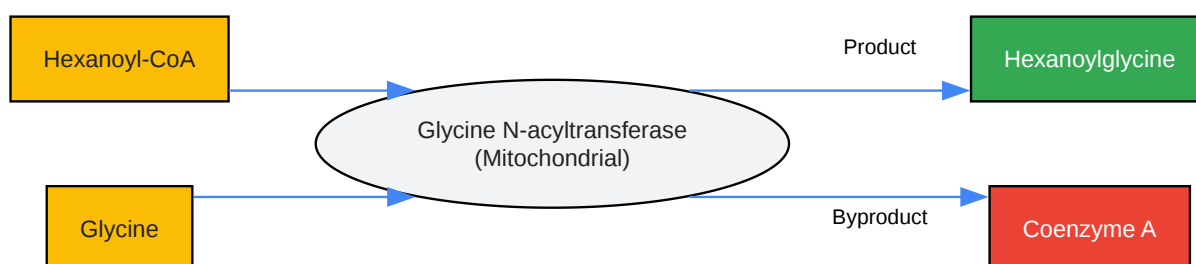 Hexanoyl-CoA
Product
Hexanoylglycine
Glycine N-acyltransferase
(Mitochondrial)
Glycine
Byproduct
Coenzyme A